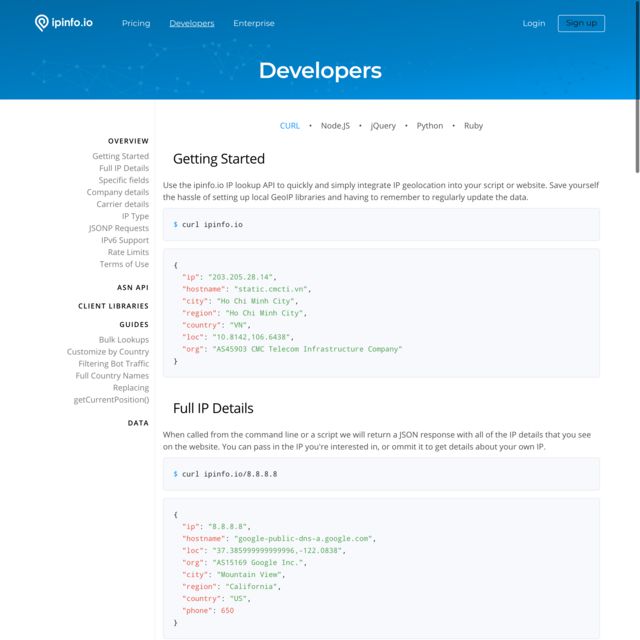 ipinfo.io
Pricing
Developers
Enterprise
Login
Sign up
Developers
OVERVIEW
Getting Started
Full IP Details
Specific fields
Company details
Carrier details
IP Type
JSONP Requests
IPv6 Support
Rate Limits
Terms of Use
ASN API
CLIENT LIBRARIES
GUIDES
Bulk Lookups
Customize by Country
Filtering Bot Traffic
Full Country Names
Replacing
getCurrentPosition()
DATA
CURL • Node.JS • jQuery • Python • Ruby
Getting Started
Use the ipinfo.io IP lookup API to quickly and simply integrate IP geolocation into your script or website. Save yourself
the hassle of setting up local GeoIP libraries and having to remember to regularly update the data.
$ curl ipinfo.io
{
"ip": "203.205.28.14",
"hostname": "static.cmcti.vn",
"city": "Ho Chi Minh City",
"region": "Ho Chi Minh City",
"country": "VN",
"loc": "10.8142,106.6438",
"org": "AS45903 CMC Telecom Infrastructure Company"
}
Full IP Details
When called from the command line or a script we will return a JSON response with all of the IP details that you see
on the website. You can pass in the IP you're interested in, or ommit it to get details about your own IP.
$ curl ipinfo.io/8.8.8.8
{
"ip": "8.8.8.8",
"hostname": "google-public-dns-a.google.com",
"loc": "37.385999999999996,-122.0838",
"org": "AS15169 Google Inc.",
"city": "Mountain View",
"region": "California",
"country": "US",
"phone": 650
}